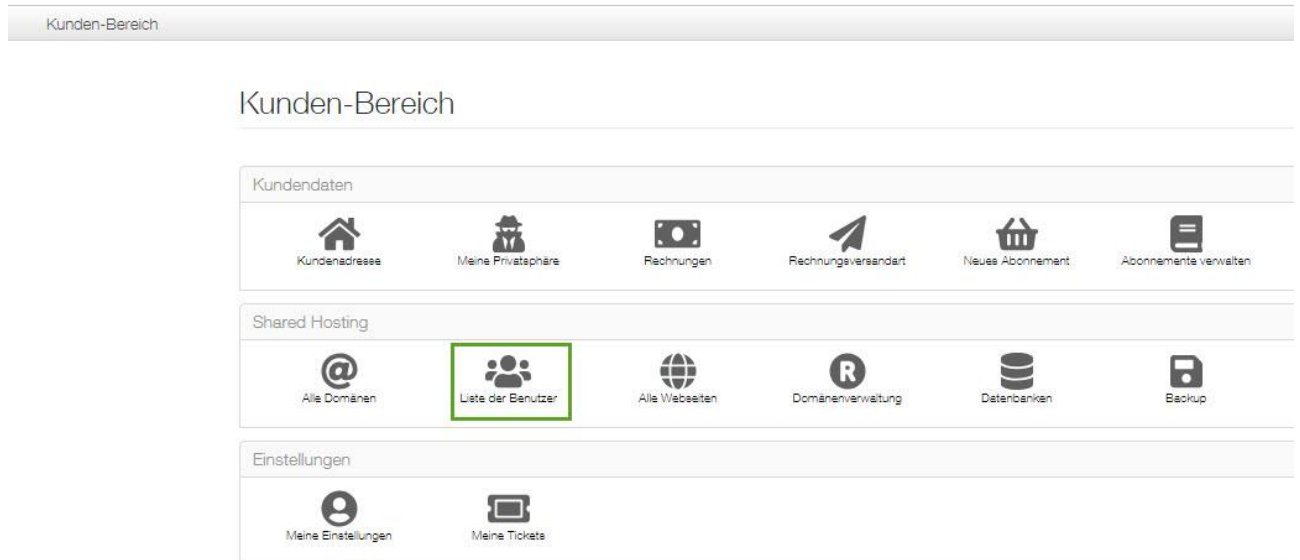 Kunden-Bereich
Kunden-Bereich
Kundendaten
Kundenadresse
Meine Privatsphäre
Rechnungen
Rechnungsversandart
Neues Abonnement
Abonnemente verwalten
Shared Hosting
Alle Domänen
Liste der Benutzer
Alle Webseiten
R
Domänenverwaltung
Datenbanken
Backup
Einstellungen
Meine Einstellungen
Meine Tickets